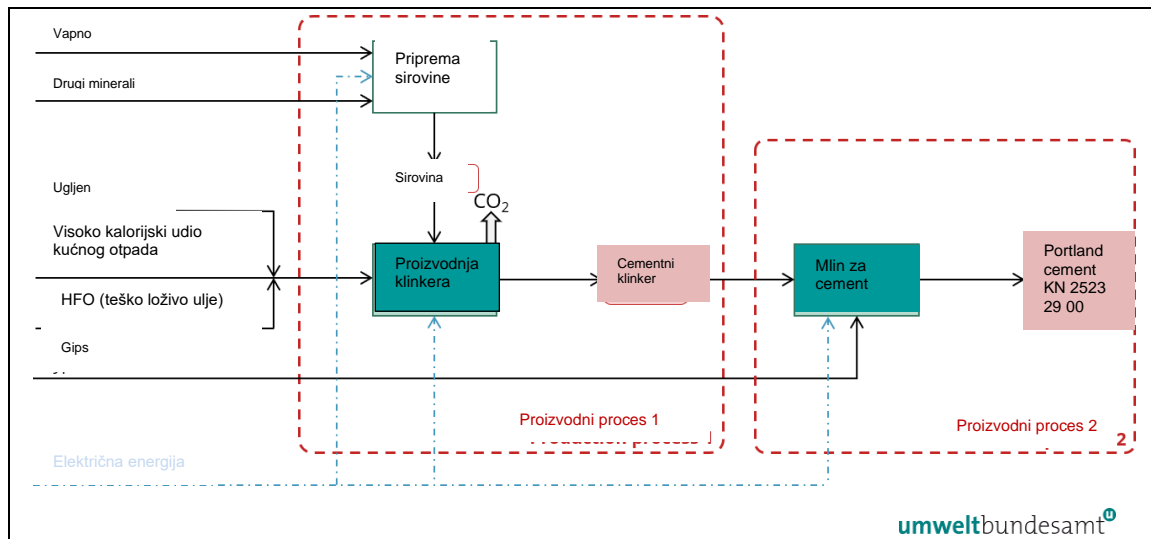 Vapno
Priprema
sirovine
Drugi minerali
Sirovina
Ugljen
CO₂
Visoko kalorijski udio
kućnog otpada
Proizvodnja
klinkera
Cementni
klinker
Mlin za
cement
Portland
cement
KN 2523
29 00
HFO (teško loživo ulje)
Gips
Proizvodni proces 1
Proizvodni proces 2
2
Električna energija
umweltbundesamt
u